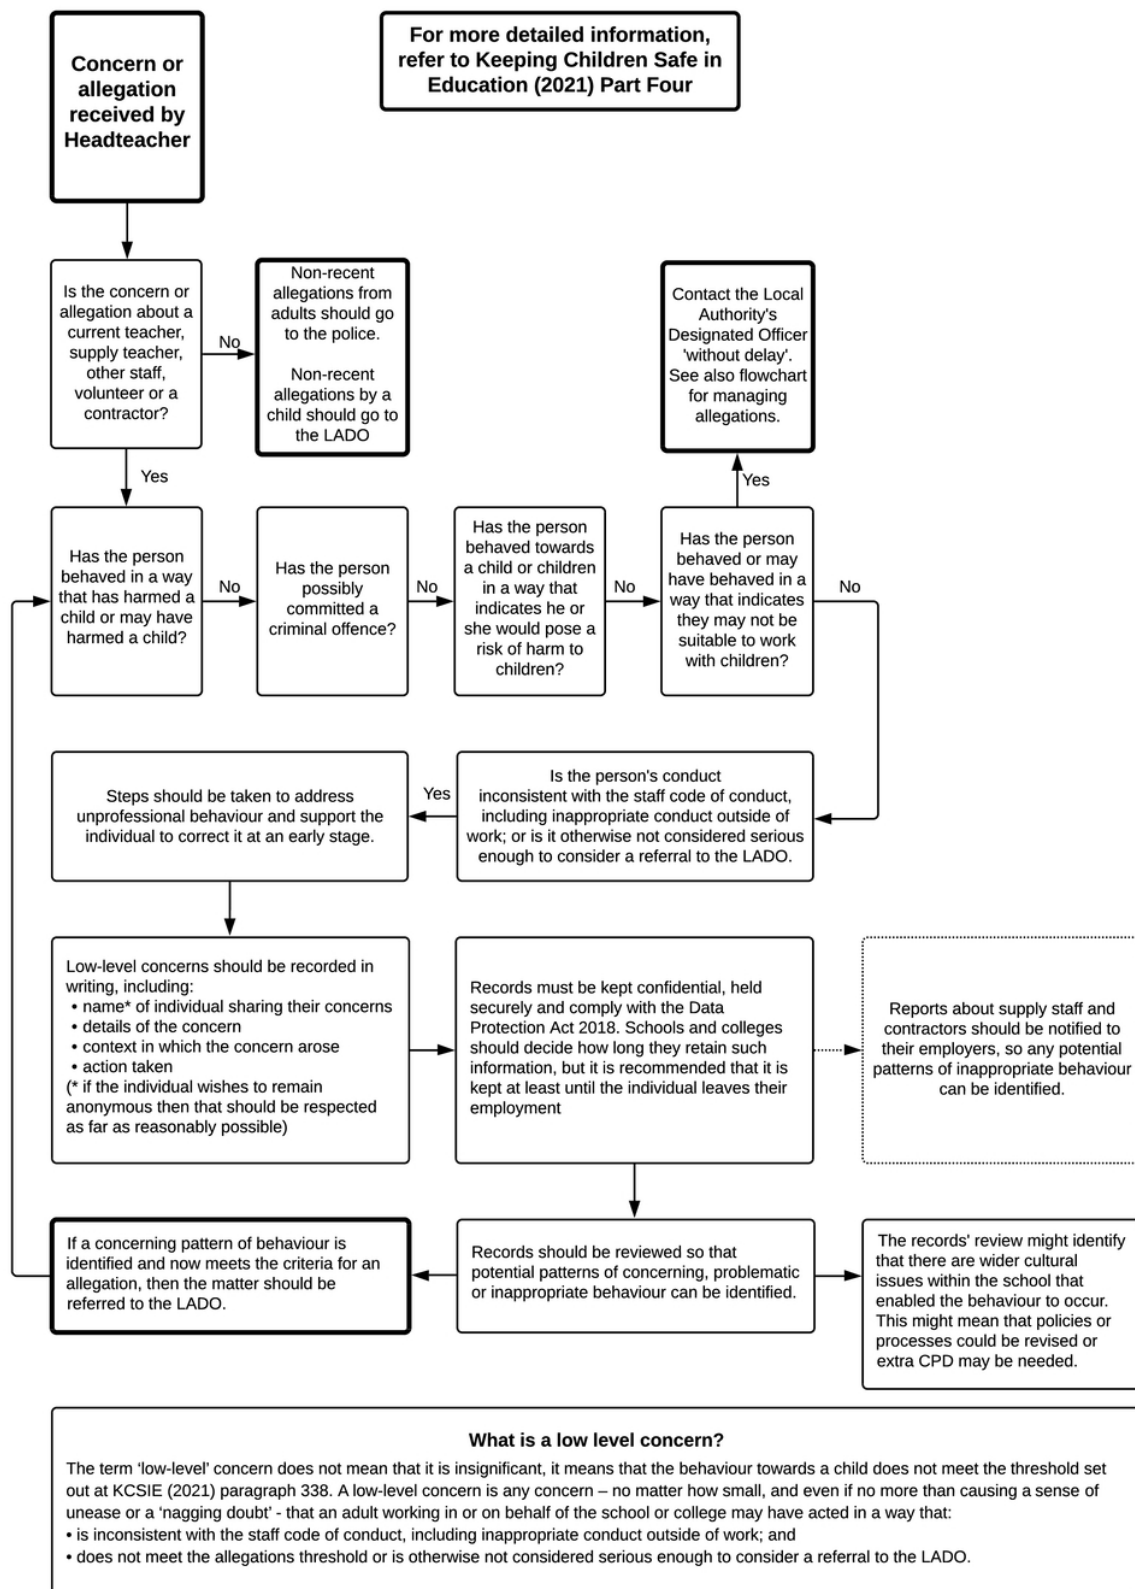 Concern or
allegation
received by
Headteacher
For more detailed information,
refer to Keeping Children Safe in
Education (2021) Part Four
Is the concern or
allegation about a
current teacher,
supply teacher,
other staff,
volunteer or a
contractor?
No
Non-recent
allegations from
adults should go
to the police.
Non-recent
allegations by a
child should go to
the LADO
Contact the Local
Authority's
Designated Officer
'without delay'.
See also flowchart
for managing
allegations.
Yes
Yes
Has the person
behaved in a way
that has harmed a
child or may have
harmed a child?
No
Has the person
possibly
committed a
criminal offence?
No
Has the person
behaved towards
a child or children
in a way that
indicates he or
she would pose a
risk of harm to
children?
No
Has the person
behaved or may
have behaved in a
way that indicates
they may not be
suitable to work
with children?
No
Steps should be taken to address
unprofessional behaviour and support the
individual to correct it at an early stage.
Yes
Is the person's conduct
inconsistent with the staff code of conduct,
including inappropriate conduct outside of
work; or is it otherwise not considered serious
enough to consider a referral to the LADO.
Low-level concerns should be recorded in
writing, including:
• name* of individual sharing their concerns
• details of the concern
• context in which the concern arose
• action taken
(* if the individual wishes to remain
anonymous then that should be respected
as far as reasonably possible)
Records must be kept confidential, held
securely and comply with the Data
Protection Act 2018. Schools and colleges
should decide how long they retain such
information, but it is recommended that it is
kept at least until the individual leaves their
employment
Reports about supply staff and
contractors should be notified to
their employers, so any potential
patterns of inappropriate behaviour
can be identified.
If a concerning pattern of behaviour is
identified and now meets the criteria for an
allegation, then the matter should be
referred to the LADO.
Records should be reviewed so that
potential patterns of concerning, problematic
or inappropriate behaviour can be identified.
The records' review might identify
that there are wider cultural
issues within the school that
enabled the behaviour to occur.
This might mean that policies or
processes could be revised or
extra CPD may be needed.
What is a low level concern?
The term ‘low-level’ concern does not mean that it is insignificant, it means that the behaviour towards a child does not meet the threshold set
out at KCSIE (2021) paragraph 338. A low-level concern is any concern – no matter how small, and even if no more than causing a sense of
unease or a ‘nagging doubt’ - that an adult working in or on behalf of the school or college may have acted in a way that:
• is inconsistent with the staff code of conduct, including inappropriate conduct outside of work; and
• does not meet the allegations threshold or is otherwise not considered serious enough to consider a referral to the LADO.